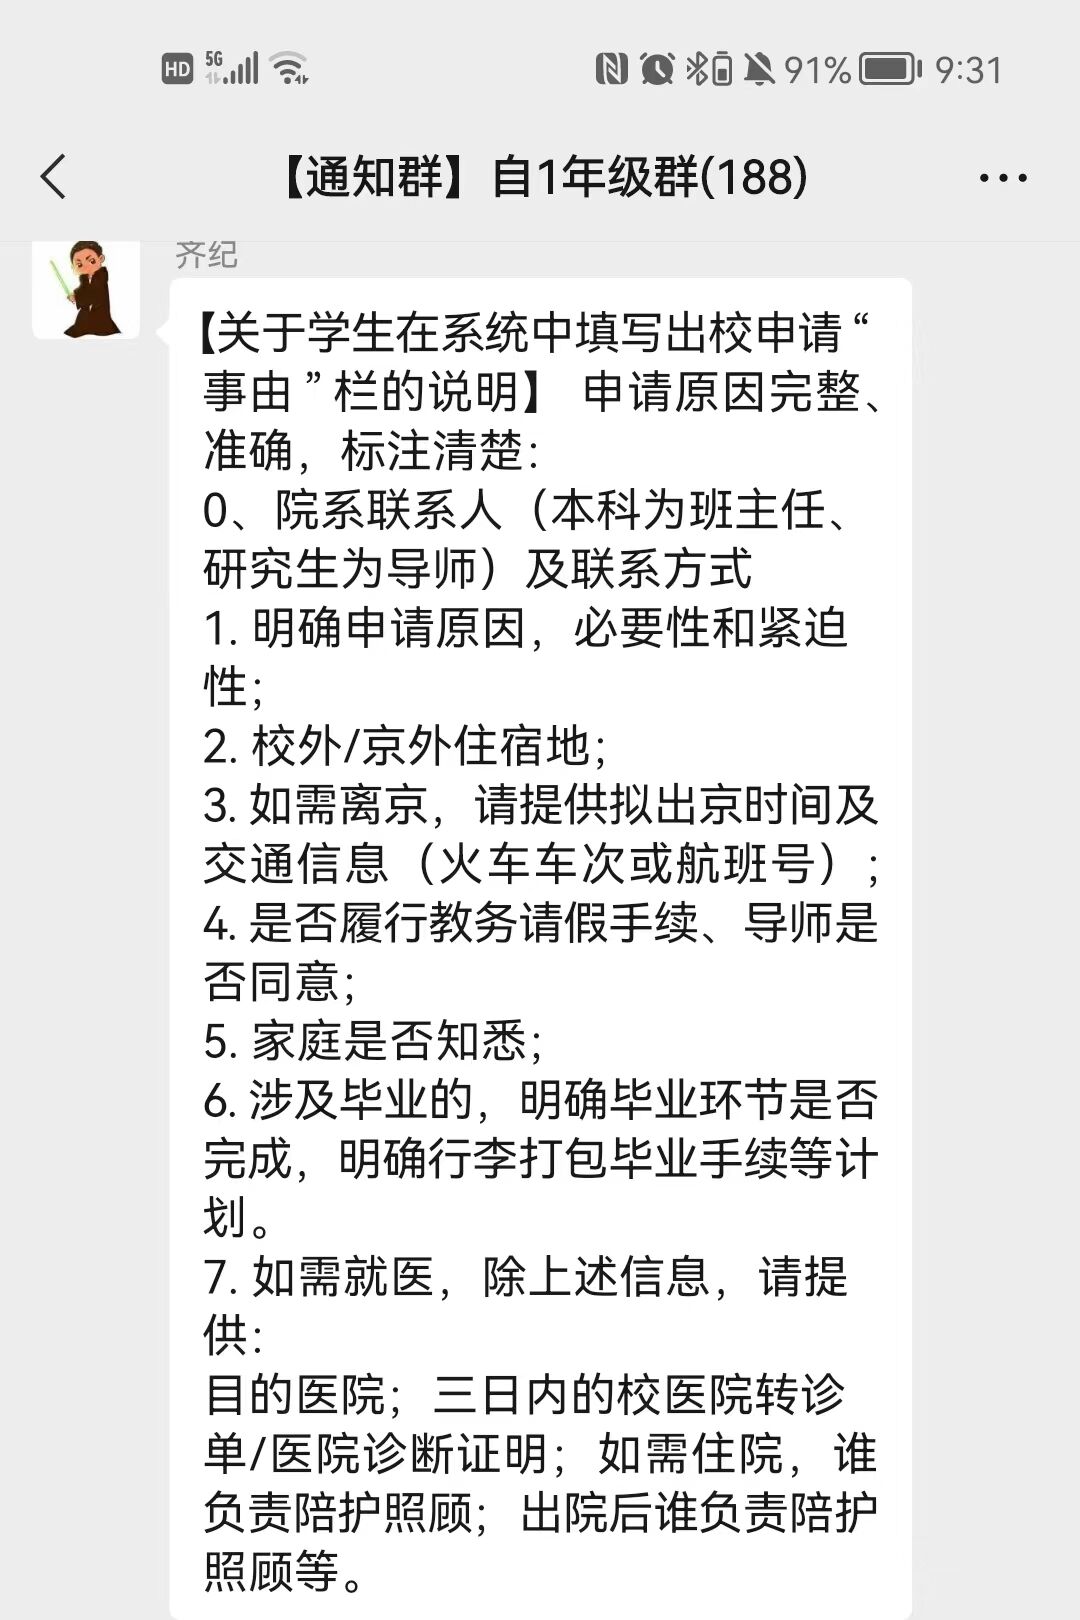 HD 5G 91% 9:31
【通知群】自1年级群(188)
齐纪
【关于学生在系统中填写出校申请“
事由”栏的说明】 申请原因完整、
准确，标注清楚：
0、院系联系人（本科为班主任、
研究生为导师）及联系方式
1. 明确申请原因，必要性和紧迫
性；
2. 校外/京外住宿地；
3. 如需离京，请提供拟出京时间及
交通信息（火车车次或航班号）；
4. 是否履行教务请假手续、导师是
否同意；
5. 家庭是否知悉；
6. 涉及毕业的，明确毕业环节是否
完成，明确行李打包毕业手续等计
划。
7. 如需就医，除上述信息，请提
供：
目的医院；三日内的校医院转诊
单/医院诊断证明；如需住院，谁
负责陪护照顾；出院后谁负责陪护
照顾等。